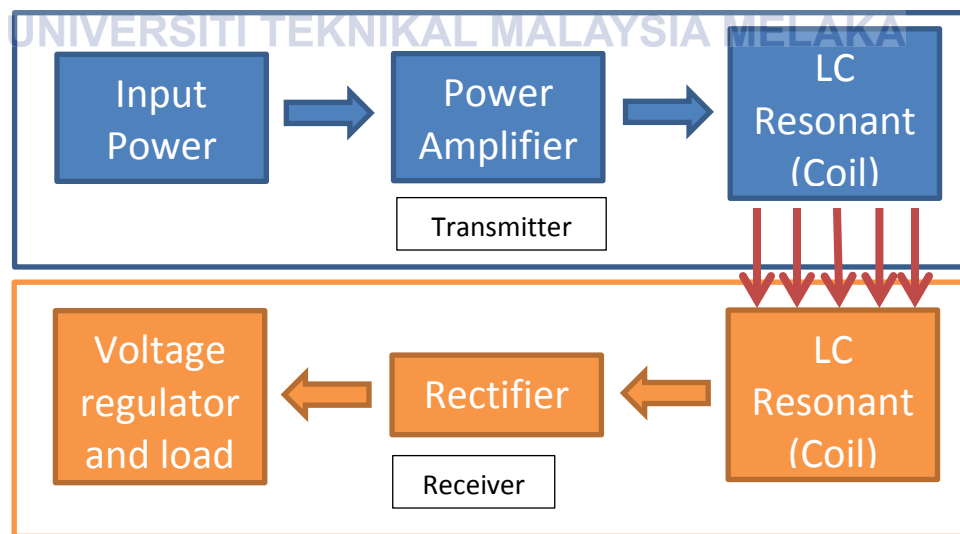 UNIVERSITI TEKNIKAL MALAYSIA MELAKA
Input
Power
Power
Amplifier
LC
Resonant
(Coil)
Transmitter
Voltage
regulator
and load
Rectifier
LC
Resonant
(Coil)
Receiver